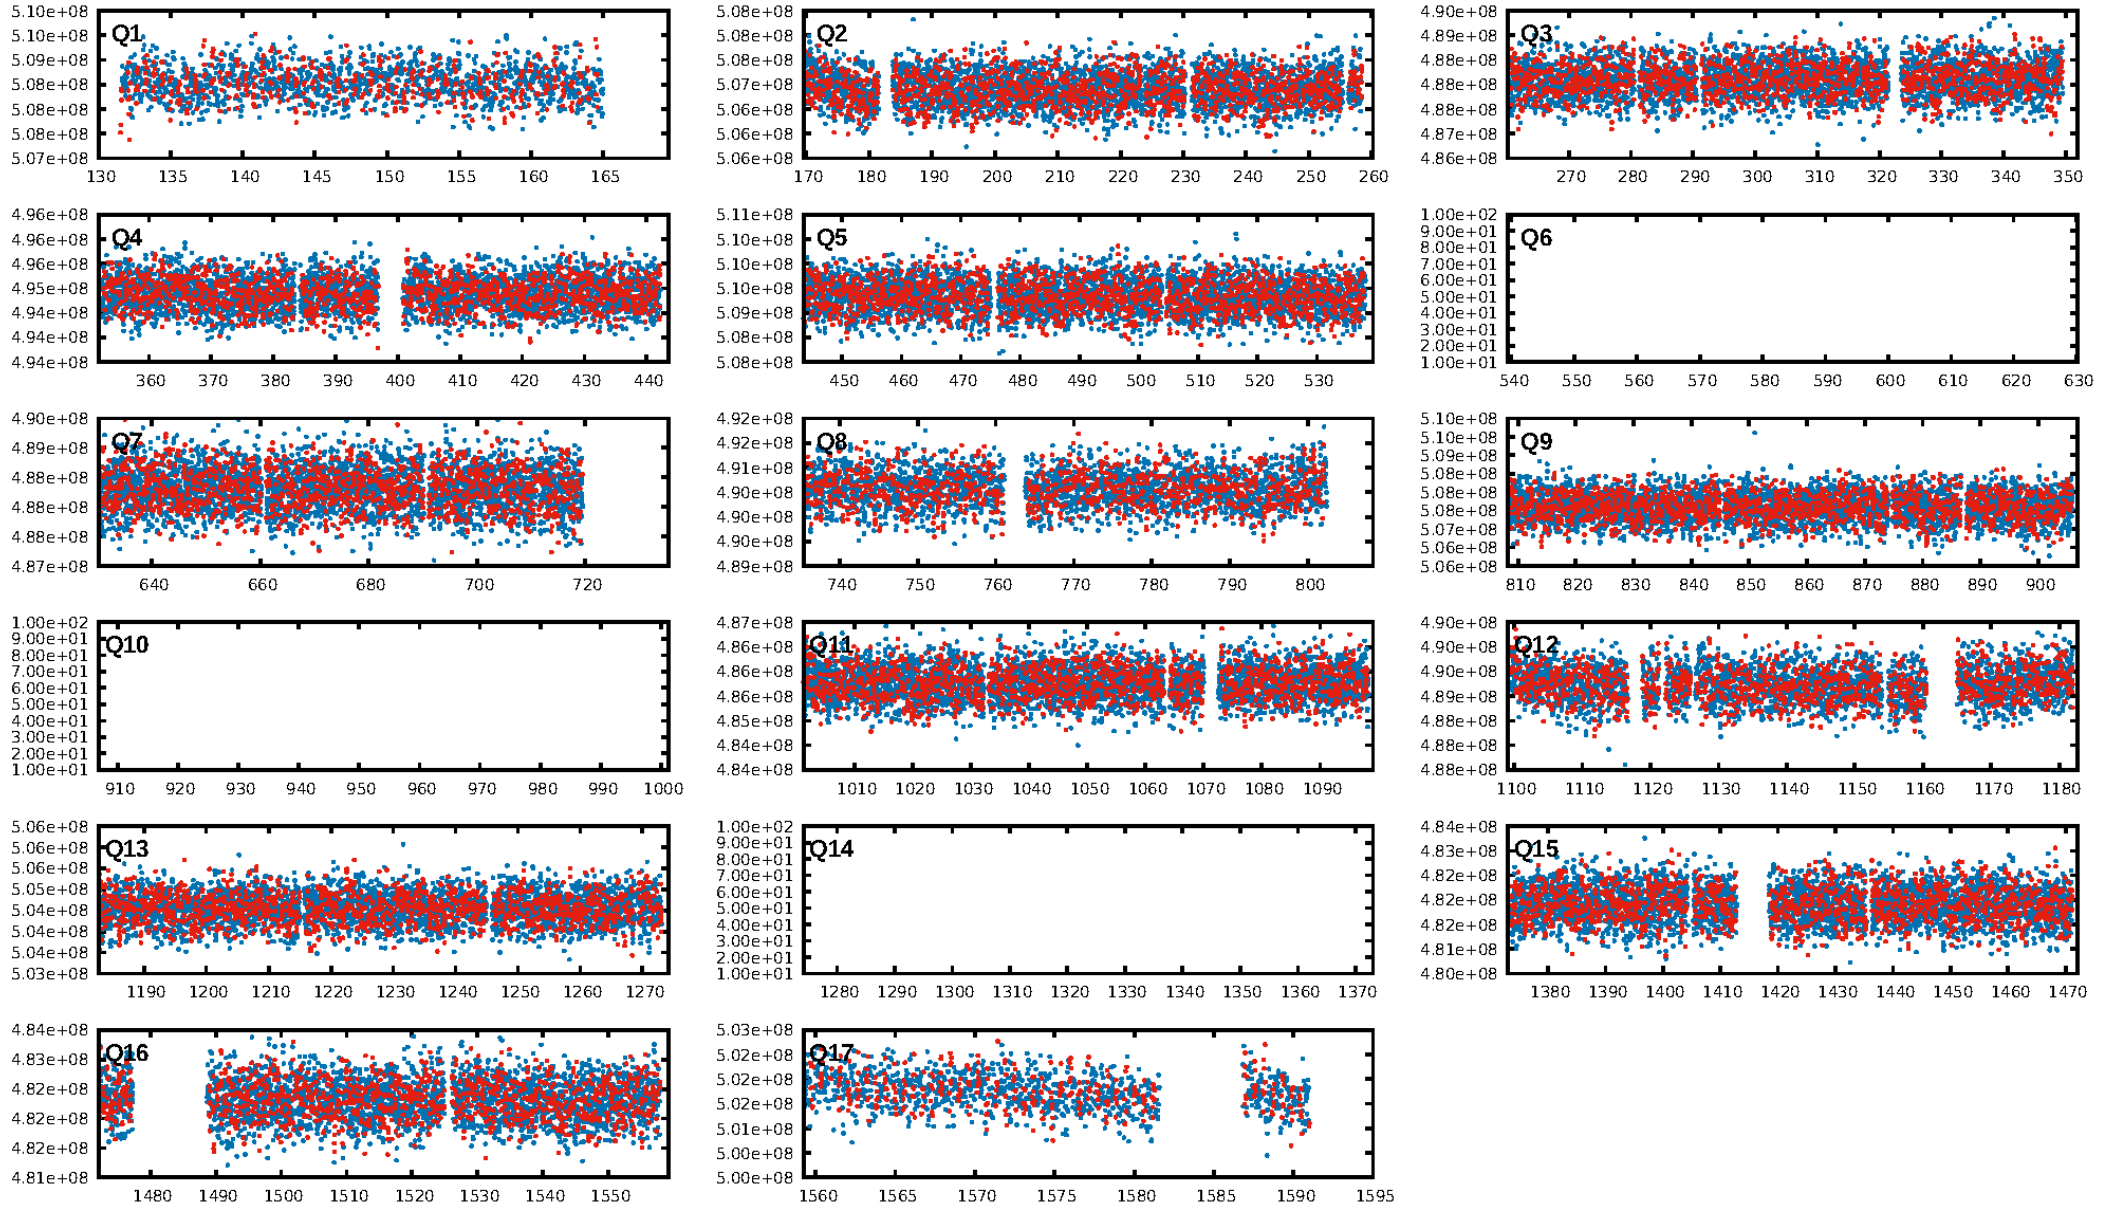 5.10e+08
Q1
5.10e+08
5.09e+08
5.08e+08
5.08e+08
5.08e+08
5.07e+08
130 135 140 145 150 155 160 165
5.08e+08
Q2
5.08e+08
5.08e+08
5.07e+08
5.06e+08
5.06e+08
5.06e+08
170 180 190 200 210 220 230 240 250 260
4.90e+08
Q3
4.89e+08
4.88e+08
4.88e+08
4.88e+08
4.87e+08
4.86e+08
270 280 290 300 310 320 330 340 350
4.96e+08
Q4
4.96e+08
4.96e+08
4.95e+08
4.94e+08
4.94e+08
4.94e+08
360 370 380 390 400 410 420 430 440
5.11e+08
Q5
5.10e+08
5.10e+08
5.10e+08
5.09e+08
5.08e+08
5.08e+08
450 460 470 480 490 500 510 520 530
1.00e+02
Q6
9.00e+01
8.00e+01
7.00e+01
6.00e+01
5.00e+01
4.00e+01
3.00e+01
2.00e+01
1.00e+01
540 550 560 570 580 590 600 610 620 630
4.90e+08
Q7
4.89e+08
4.88e+08
4.88e+08
4.88e+08
4.87e+08
640 660 680 700 720
4.92e+08
Q8
4.92e+08
4.91e+08
4.90e+08
4.90e+08
4.90e+08
4.89e+08
740 750 760 770 780 790 800
5.10e+08
Q9
5.10e+08
5.09e+08
5.08e+08
5.08e+08
5.08e+08
5.07e+08
5.06e+08
5.06e+08
810 820 830 840 850 860 870 880 890 900
1.00e+02
Q10
9.00e+01
8.00e+01
7.00e+01
6.00e+01
5.00e+01
4.00e+01
3.00e+01
2.00e+01
1.00e+01
910 920 930 940 950 960 970 980 990 1000
4.87e+08
Q11
4.86e+08
4.86e+08
4.86e+08
4.85e+08
4.84e+08
4.84e+08
1010 1020 1030 1040 1050 1060 1070 1080 1090
4.90e+08
Q12
4.90e+08
4.90e+08
4.89e+08
4.88e+08
4.88e+08
4.88e+08
1100 1110 1120 1130 1140 1150 1160 1170 1180
5.06e+08
Q13
5.06e+08
5.06e+08
5.05e+08
5.04e+08
5.04e+08
5.04e+08
5.03e+08
1190 1200 1210 1220 1230 1240 1250 1260 1270
1.00e+02
Q14
9.00e+01
8.00e+01
7.00e+01
6.00e+01
5.00e+01
4.00e+01
3.00e+01
2.00e+01
1.00e+01
1280 1290 1300 1310 1320 1330 1340 1350 1360 1370
4.84e+08
Q15
4.83e+08
4.82e+08
4.82e+08
4.82e+08
4.81e+08
4.80e+08
1380 1390 1400 1410 1420 1430 1440 1450 1460 1470
4.84e+08
Q16
4.83e+08
4.82e+08
4.82e+08
4.82e+08
4.81e+08
1480 1490 1500 1510 1520 1530 1540 1550
5.03e+08
Q17
5.02e+08
5.02e+08
5.02e+08
5.01e+08
5.00e+08
5.00e+08
1560 1565 1570 1575 1580 1585 1590 1595